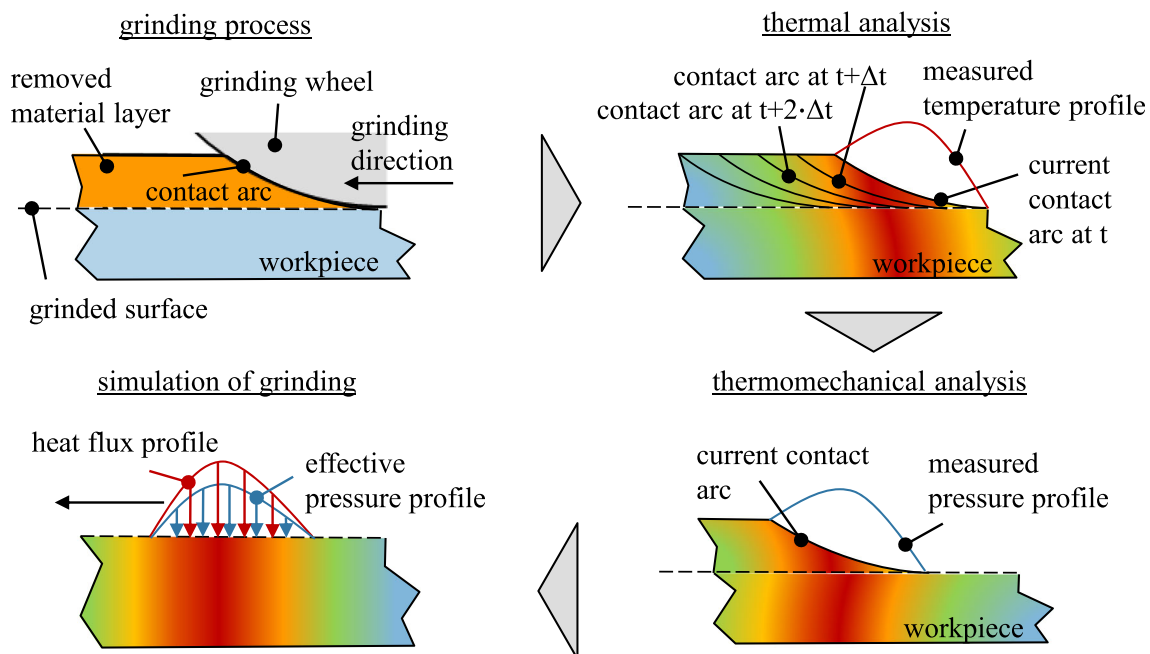 grinding process
removed
material layer
grinding wheel
grinding
direction
contact arc
workpiece
grinded surface
thermal analysis
contact arc at t+Δt
contact arc at t+2·Δt
measured
temperature profile
current
contact
arc at t
workpiece
simulation of grinding
heat flux profile
effective
pressure profile
thermomechanical analysis
current contact
arc
measured
pressure profile
workpiece